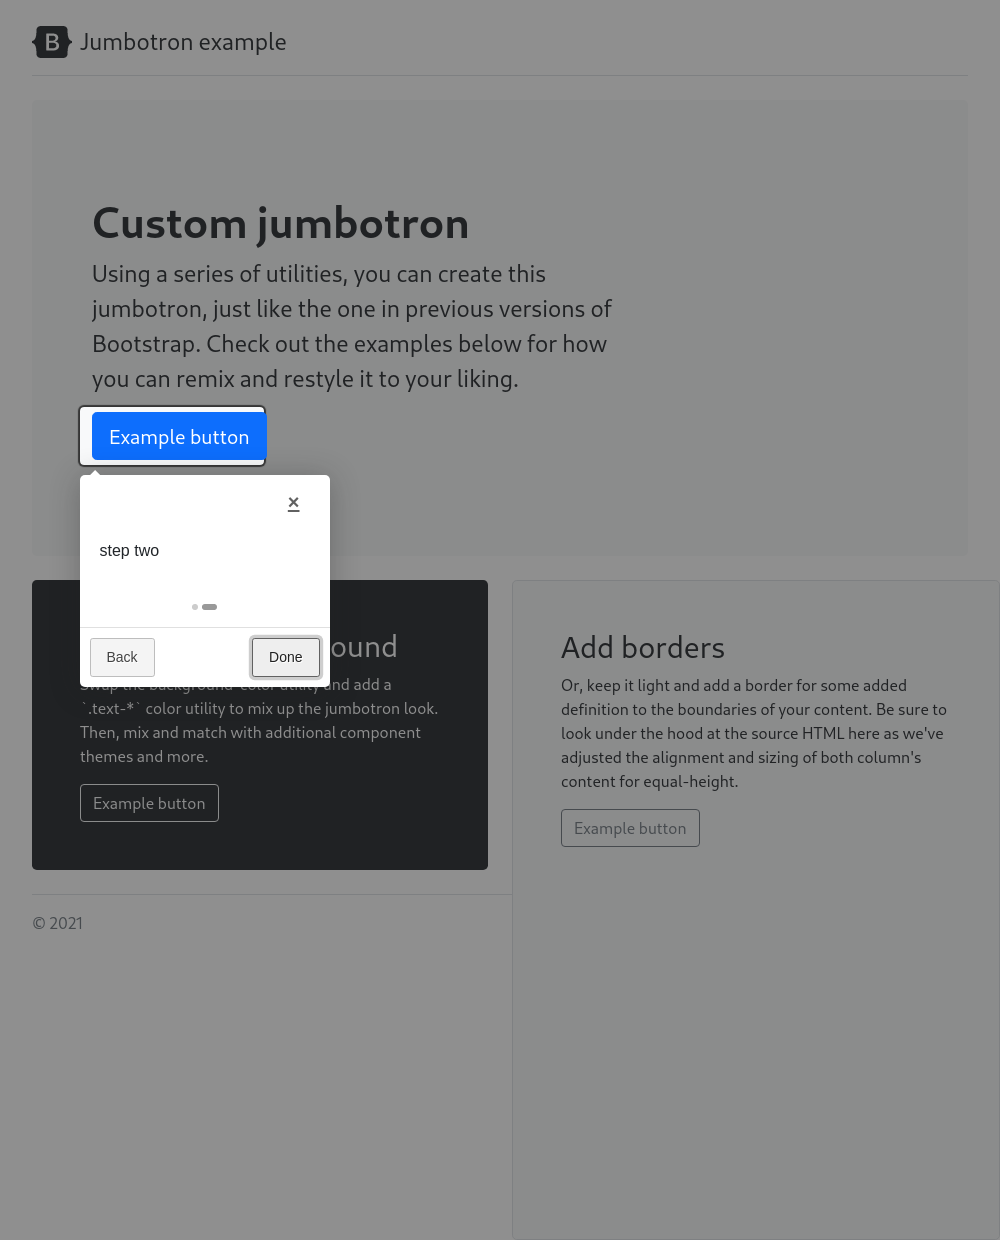 B Jumbotron example
Custom jumbotron
Using a series of utilities, you can create this
jumbotron, just like the one in previous versions of
Bootstrap. Check out the examples below for how
you can remix and restyle it to your liking.
Example button
×
step two
Back
Done
ound
Swap the background-color utility and add a
`.text-*` color utility to mix up the jumbotron look.
Then, mix and match with additional component
themes and more.
Example button
Add borders
Or, keep it light and add a border for some added
definition to the boundaries of your content. Be sure to
look under the hood at the source HTML here as we've
adjusted the alignment and sizing of both column's
content for equal-height.
Example button
© 2021